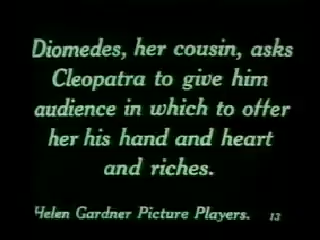 Diomedes, her cousin, asks
Cleopatra to give him
audience in which to offer
her his hand and heart
and riches.
Helen Gardner Picture Players. 13